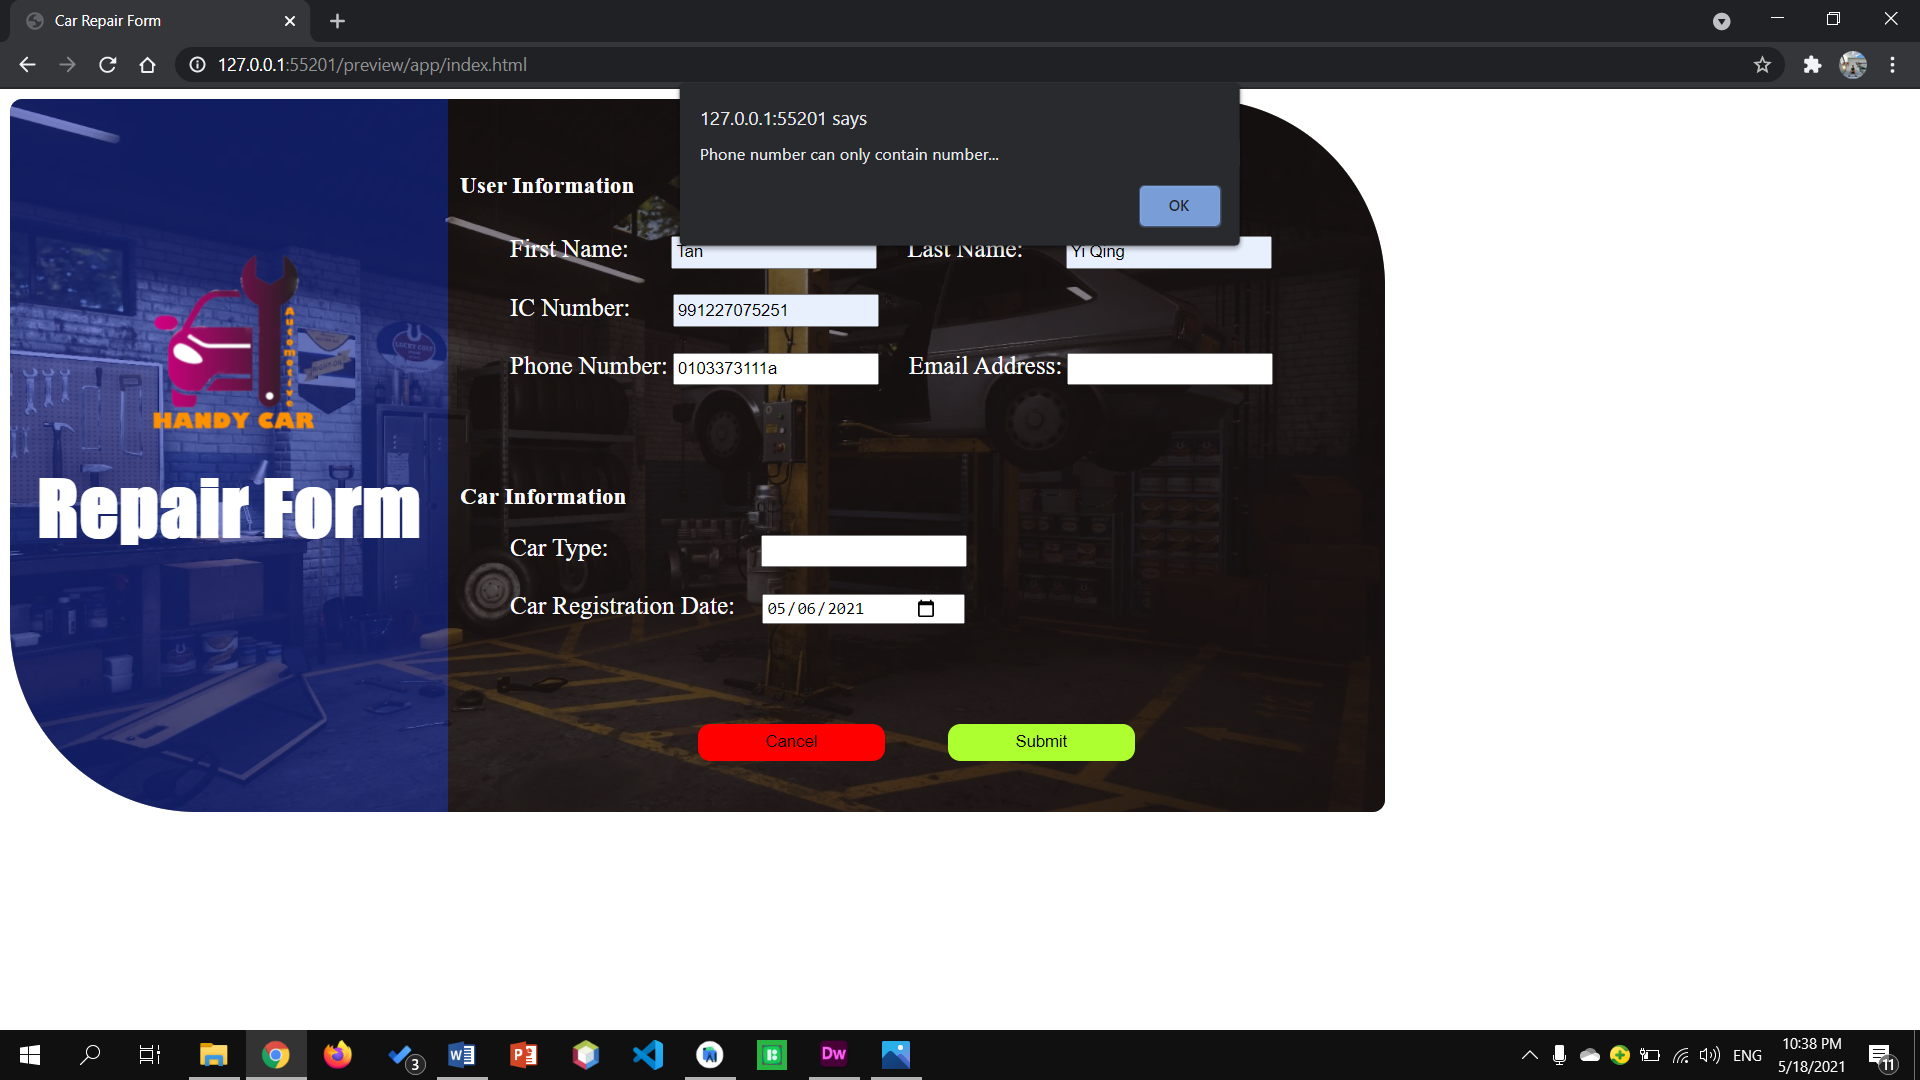 Car Repair Form
127.0.0.1:55201/preview/app/index.html
127.0.0.1:55201 says
Phone number can only contain number...
OK
Automotive
HANDY CAR
Repair Form
User Information
First Name: Tan Last Name: Yi Qing
IC Number: 991227075251
Phone Number: 0103373111a Email Address:
Car Information
Car Type:
Car Registration Date: 05/06/2021
Cancel Submit
3
W
P
Dw
ENG
10:38 PM
5/18/2021
11